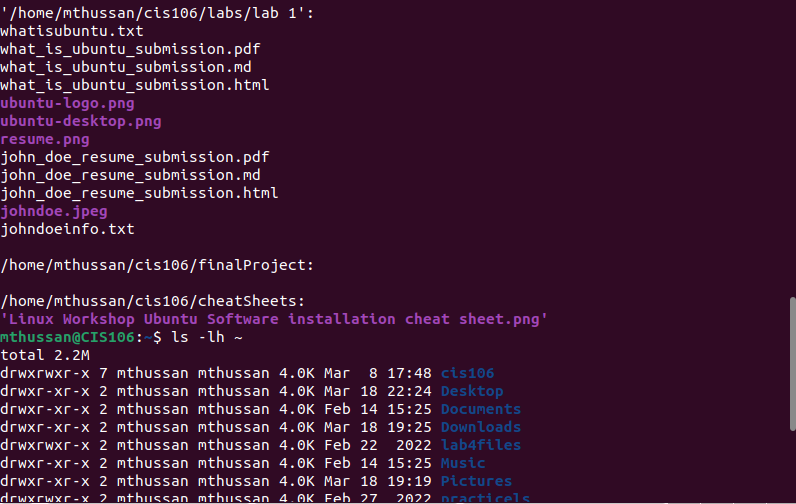 '/home/mthussan/cis106/labs/lab 1':
whatisubuntu.txt
what_is_ubuntu_submission.pdf
what_is_ubuntu_submission.md
what_is_ubuntu_submission.html
ubuntu-logo.png
ubuntu-desktop.png
resume.png
john_doe_resume_submission.pdf
john_doe_resume_submission.md
john_doe_resume_submission.html
johndoe.jpeg
johndoeinfo.txt

/home/mthussan/cis106/finalProject:

/home/mthussan/cis106/cheatSheets:
'Linux Workshop Ubuntu Software installation cheat sheet.png'
mthussan@CIS106:~$ ls -lh ~
total 2.2M
drwxrwxr-x 7 mthussan mthussan 4.0K Mar  8 17:48 cis106
drwxr-xr-x 2 mthussan mthussan 4.0K Mar 18 22:24 Desktop
drwxr-xr-x 2 mthussan mthussan 4.0K Feb 14 15:25 Documents
drwxr-xr-x 2 mthussan mthussan 4.0K Mar 18 19:25 Downloads
drwxrwxr-x 2 mthussan mthussan 4.0K Feb 22  2022 lab4files
drwxr-xr-x 2 mthussan mthussan 4.0K Feb 14 15:25 Music
drwxr-xr-x 2 mthussan mthussan 4.0K Mar 18 19:19 Pictures
drwxrwxr-x 2 mthussan mthussan 4.0K Feb 27  2022 practicels